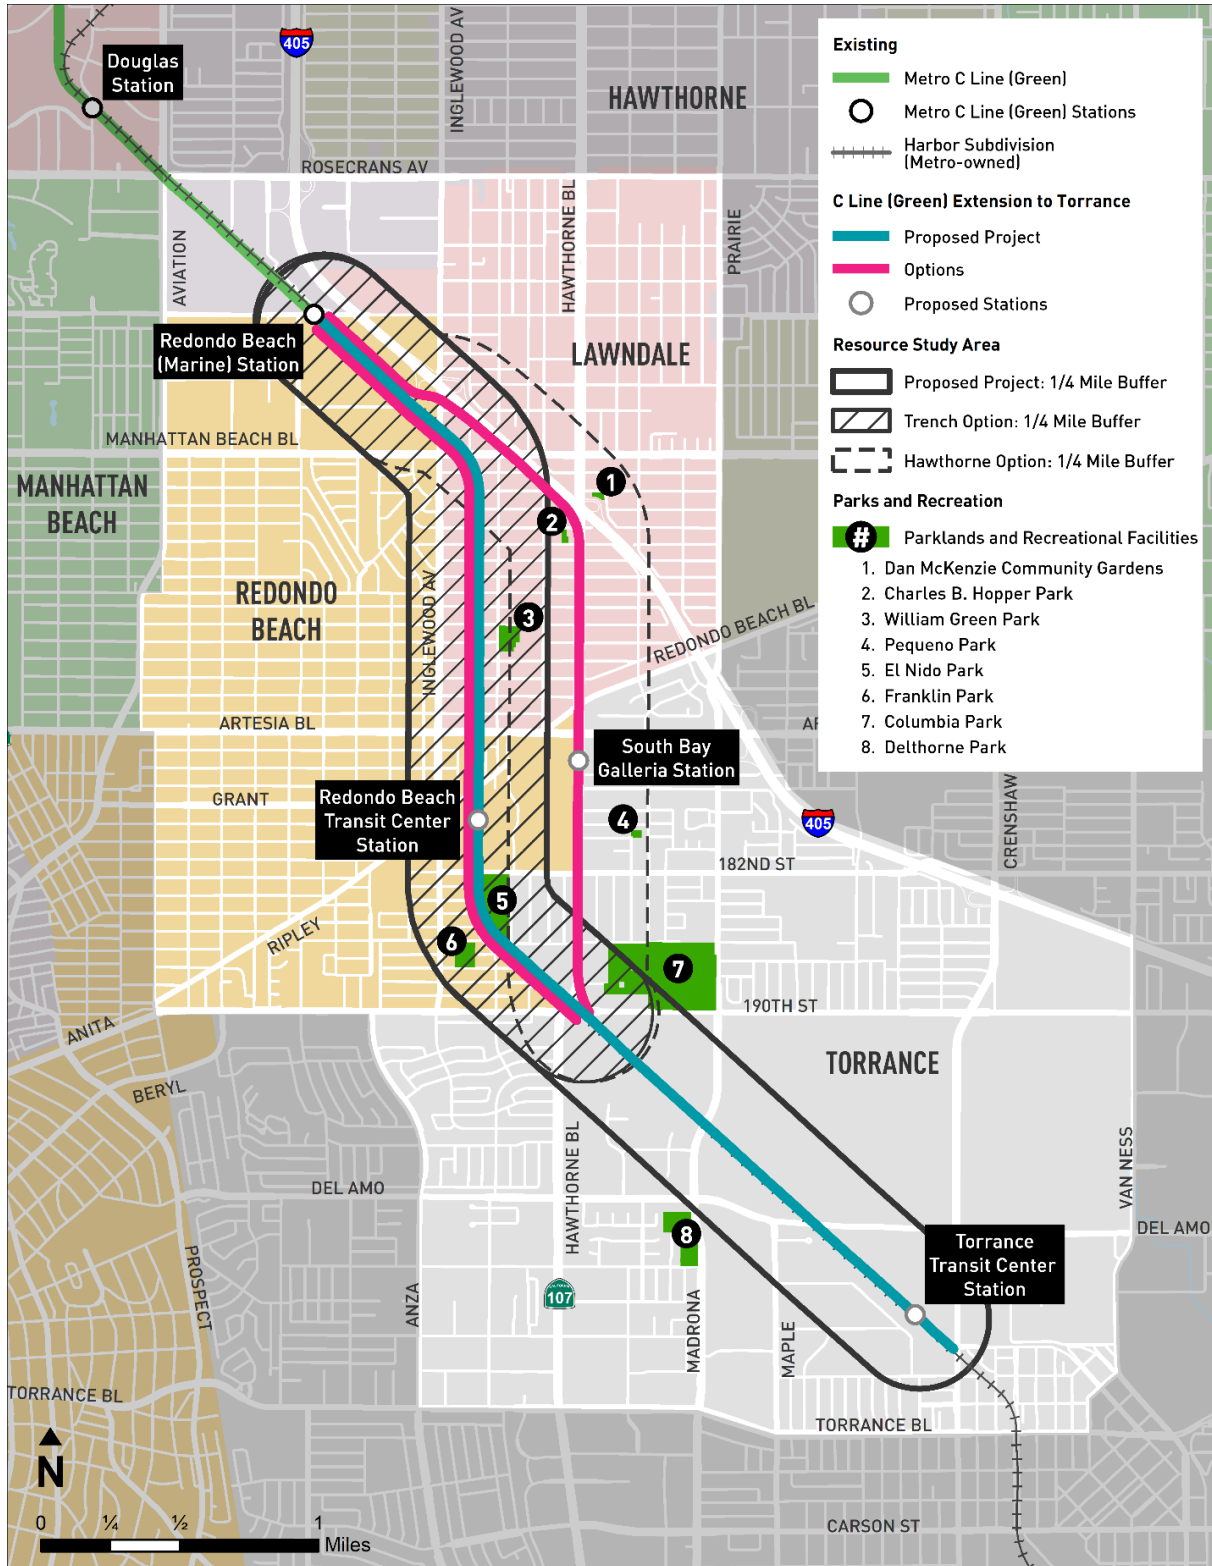 405
Douglas
Station
INGLEWOOD AV
HAWTHORNE
ROSECRANS AV
AVIATION
HAWTHORNE BL
PRAIRIE
Redondo Beach
(Marine) Station
LAWNDALE
MANHATTAN BEACH BL
MANHATTAN
BEACH
1
2
REDONDO
BEACH
INGLEWOOD AV
3
REDONDO BEACH BL
ARTESIA BL
South Bay
Galleria Station
GRANT
Redondo Beach
Transit Center
Station
4
405
CRENSHAW
182ND ST
5
6
RIPLEY
7
190TH ST
ANITA
BERYL
TORRANCE
HAWTHORNE BL
VAN NESS
DEL AMO
DEL AMO
8
PROSPECT
ANZA
CALIFORNIA
107
MADRONA
MAPLE
Torrance
Transit Center
Station
TORRANCE BL
TORRANCE BL
CARSON ST
N
0 ¼ ½ 1
Miles
Existing
Metro C Line (Green)
Metro C Line (Green) Stations
Harbor Subdivision
(Metro-owned)
C Line (Green) Extension to Torrance
Proposed Project
Options
Proposed Stations
Resource Study Area
Proposed Project: 1/4 Mile Buffer
Trench Option: 1/4 Mile Buffer
Hawthorne Option: 1/4 Mile Buffer
Parks and Recreation
# Parklands and Recreational Facilities
1. Dan McKenzie Community Gardens
2. Charles B. Hopper Park
3. William Green Park
4. Pequeno Park
5. El Nido Park
6. Franklin Park
7. Columbia Park
8. Delthorne Park